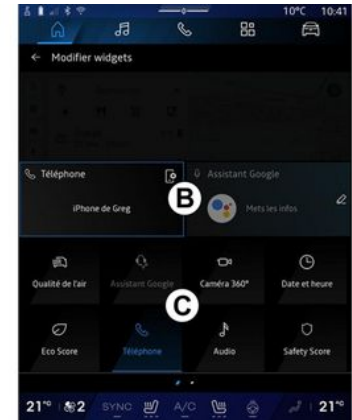 10°C 10:41
← Modifier widgets
Téléphone
Assistant Google
B
iPhone de Greg
Mets les infos
Qualité de l'air
Assistant Google
Caméra 360°
Date et heure
C
Eco Score
Téléphone
Audio
Safety Score
21°C 2 SYNC A/C 21°C